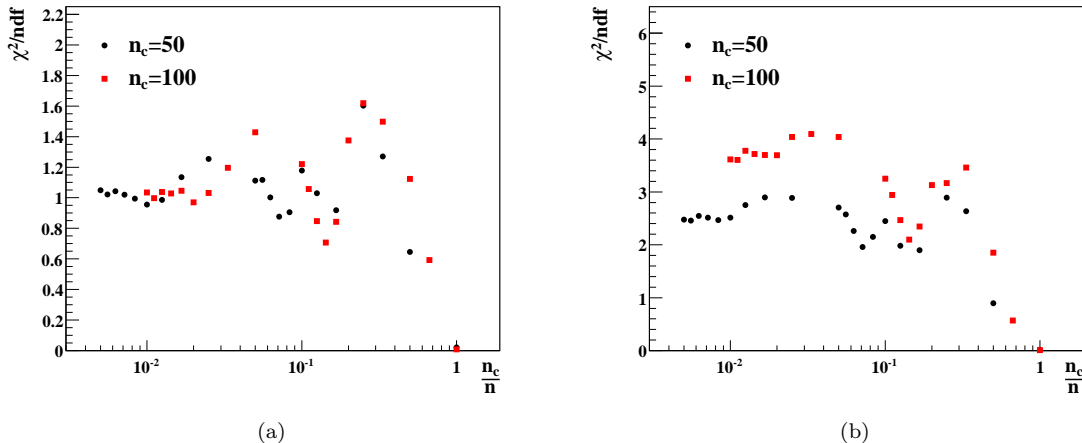 χ²/ndf
2.2
2
1.8
1.6
1.4
1.2
1
0.8
0.6
0.4
0.2
0
n_c=50
n_c=100
10⁻²
10⁻¹
1
n_c
n
(a)
χ²/ndf
6
5
4
3
2
1
0
n_c=50
n_c=100
10⁻²
10⁻¹
1
n_c
n
(b)